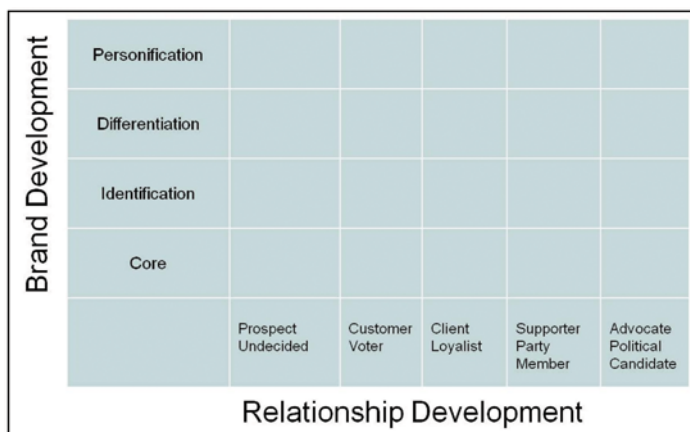 Brand Development
Personification
Differentiation
Identification
Core
Prospect
Undecided
Customer
Voter
Client
Loyalist
Supporter
Party
Member
Advocate
Political
Candidate
Relationship Development